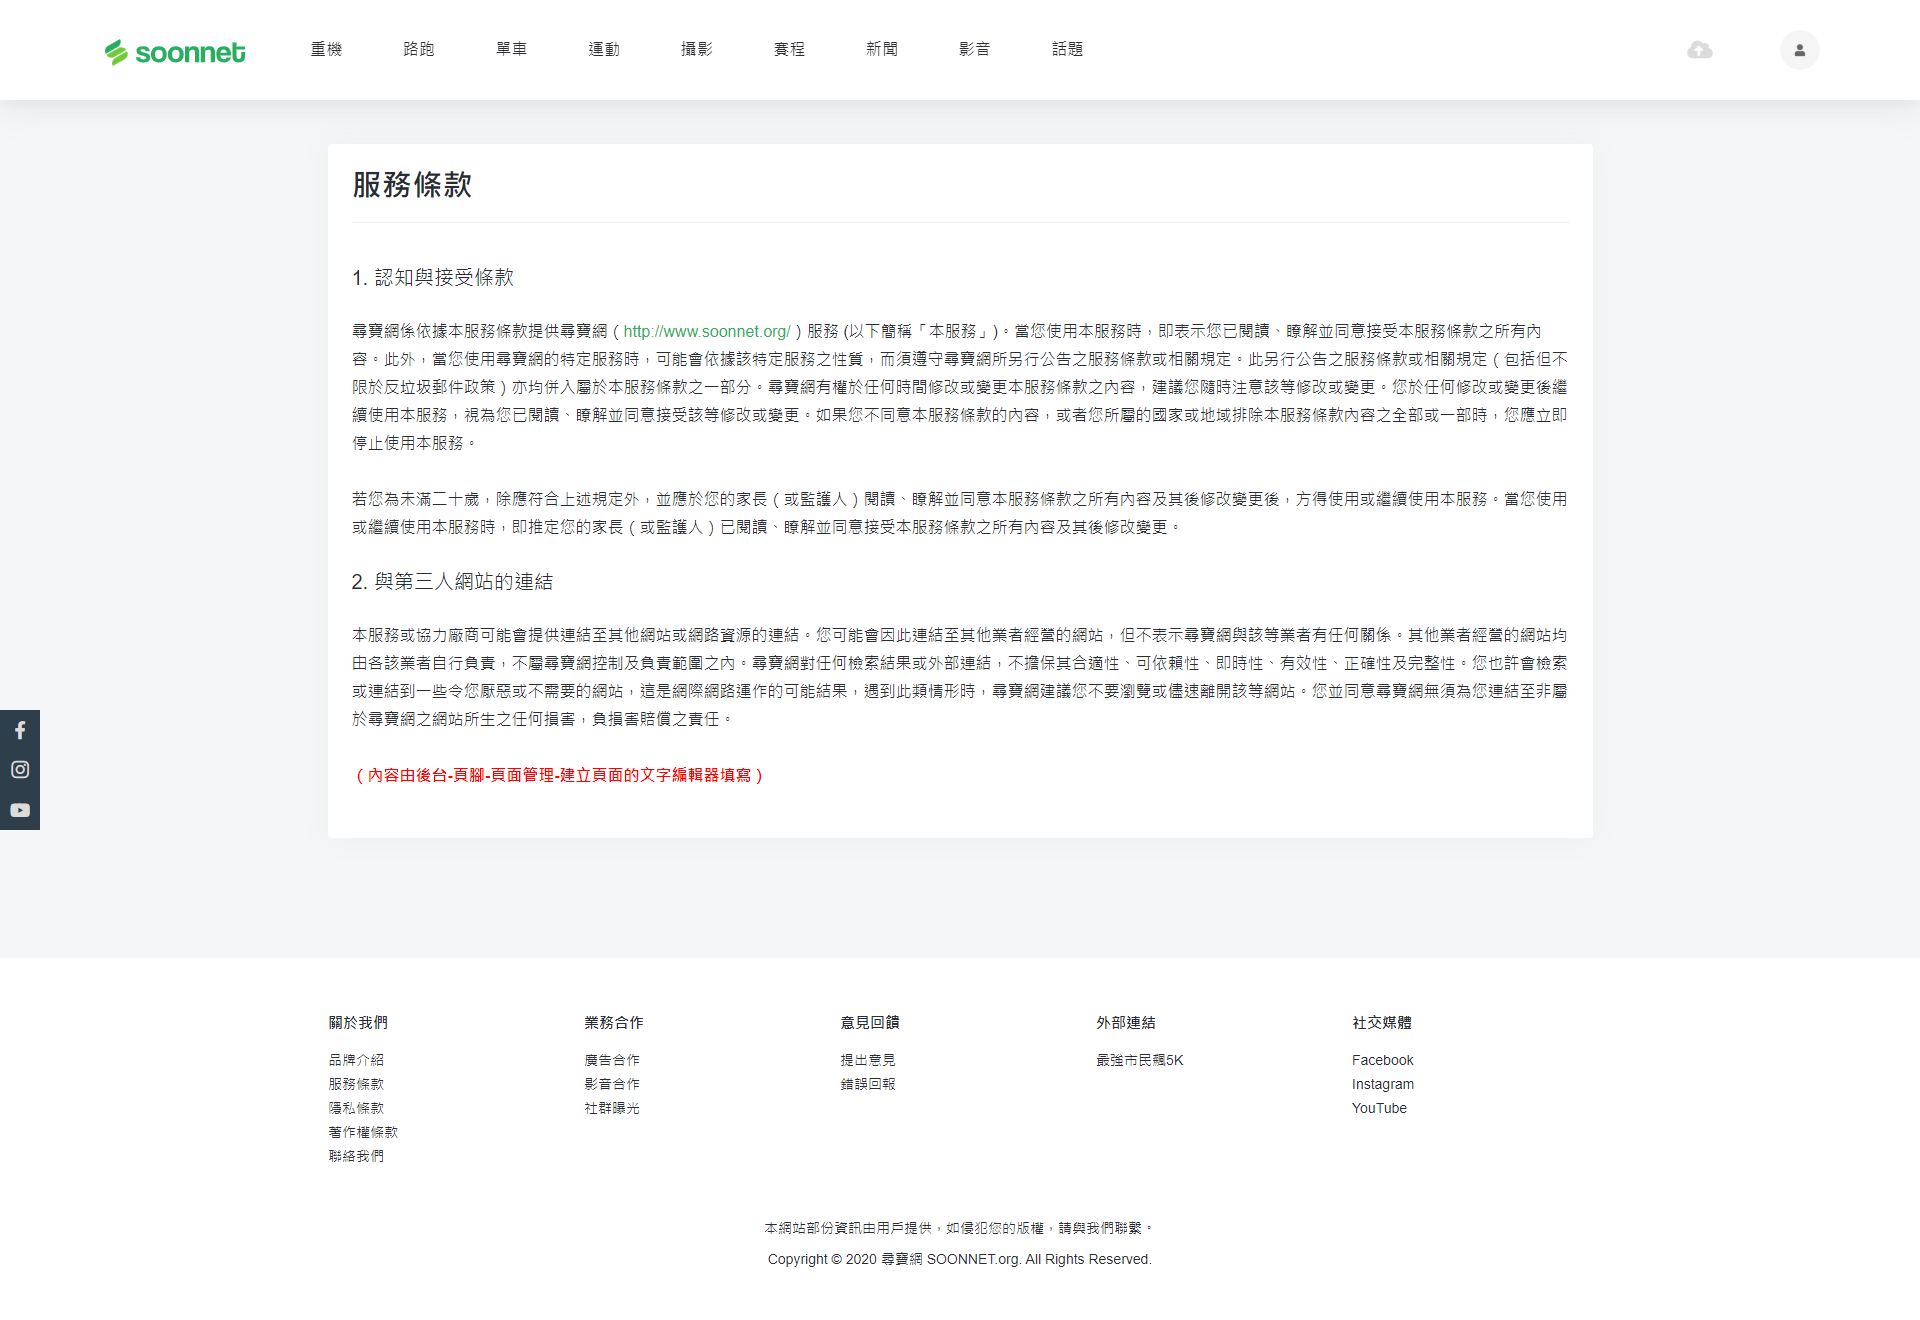 soonnet
重機 路跑 單車 運動 攝影 賽程 新聞 影音 話題
服務條款
1. 認知與接受條款
尋寶網係依據本服務條款提供尋寶網（http://www.soonnet.org/）服務 (以下簡稱「本服務」)。當您使用本服務時，即表示您已閱讀、瞭解並同意接受本服務條款之所有內
容。此外，當您使用尋寶網的特定服務時，可能會依據該特定服務之性質，而須遵守尋寶網所另行公告之服務條款或相關規定。此另行公告之服務條款或相關規定（包括但不
限於反垃圾郵件政策）亦均併入屬於本服務條款之一部分。尋寶網有權於任何時間修改或變更本服務條款之內容，建議您隨時注意該等修改或變更。您於任何修改或變更後繼
續使用本服務，視為您已閱讀、瞭解並同意接受該等修改或變更。如果您不同意本服務條款的內容，或者您所屬的國家或地域排除本服務條款內容之全部或一部時，您應立即
停止使用本服務。
若您為未滿二十歲，除應符合上述規定外，並應於您的家長（或監護人）閱讀、瞭解並同意本服務條款之所有內容及其後修改變更後，方得使用或繼續使用本服務。當您使用
或繼續使用本服務時，即推定您的家長（或監護人）已閱讀、瞭解並同意接受本服務條款之所有內容及其後修改變更。
2. 與第三人網站的連結
本服務或協力廠商可能會提供連結至其他網站或網路資源的連結。您可能會因此連結至其他業者經營的網站，但不表示尋寶網與該等業者有任何關係。其他業者經營的網站均
由各該業者自行負責，不屬尋寶網控制及負責範圍之內。尋寶網對任何檢索結果或外部連結，不擔保其合適性、可依賴性、即時性、有效性、正確性及完整性。您也許會檢索
或連結到一些令您厭惡或不需要的網站，這是網際網路運作的可能結果，遇到此類情形時，尋寶網建議您不要瀏覽或儘速離開該等網站。您並同意尋寶網無須為您連結至非屬
於尋寶網之網站所生之任何損害，負損害賠償之責任。
（內容由後台-頁腳-頁面管理-建立頁面的文字編輯器填寫）
關於我們
品牌介紹
服務條款
隱私條款
著作權條款
聯絡我們
業務合作
廣告合作
影音合作
社群曝光
意見回饋
提出意見
錯誤回報
外部連結
最強市民飆5K
社交媒體
Facebook
Instagram
YouTube
本網站部份資訊由用戶提供，如侵犯您的版權，請與我們聯繫。
Copyright © 2020 尋寶網 SOONNET.org. All Rights Reserved.